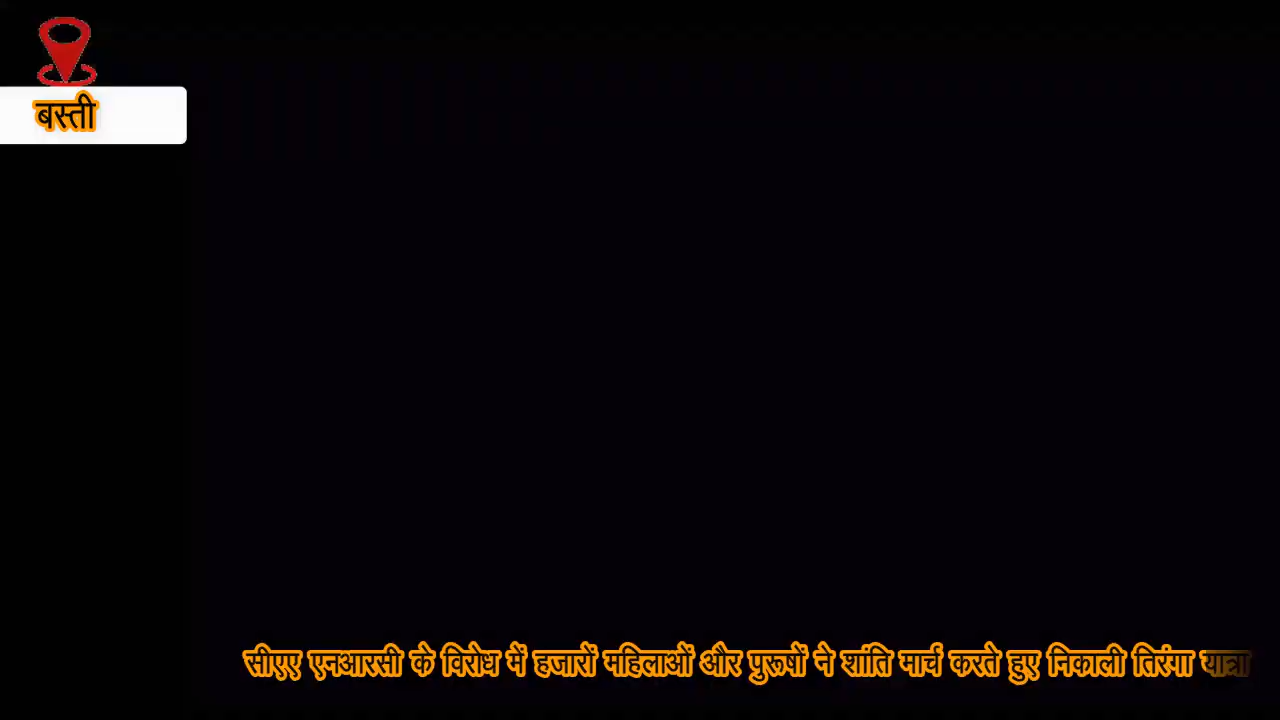 बस्ती
सीएए एनआरसी के विरोध में हजारों महिलाओं और पुरूषों ने शांति मार्च करते हुए निकाली तिरंगा यात्रा